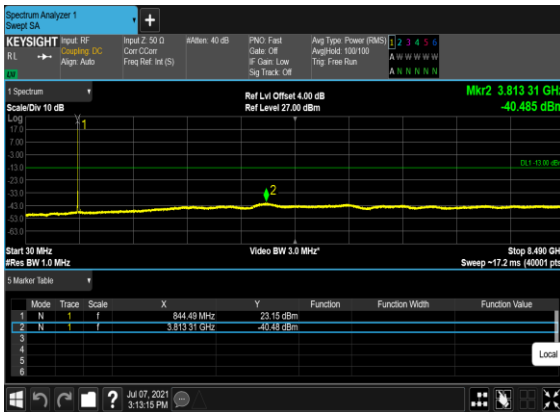 Spectrum Analyzer 1
Swept SA
KEYSIGHT Input: RF Input Z: 50 Ω #Atten: 40 dB PNO: Fast Avg Type: Power (RMS) 1 2 3 4 5 6
RL Coupling: DC Corr CCorr Gate: Off Avg|Hold: 100/100 A W W W W W
Align: Auto Freq Ref: Int (S) IF Gain: Low Trig: Free Run
Sig Track: Off A N N N N N
1 Spectrum Ref Lvl Offset 4.00 dB Mkr2 3.813 31 GHz
Scale/Div 10 dB Ref Level 27.00 dBm -40.485 dBm
Log
17.0
7.00
-3.00
-13.0
-23.0
-33.0
-43.0
-53.0
-63.0
1
2
DL1 -13.00 dBm
Start 30 MHz Video BW 3.0 MHz* Stop 8.490 GHz
#Res BW 1.0 MHz Sweep ~17.2 ms (40001 pts)
5 Marker Table
Mode Trace Scale X Y Function Function Width Function Value
1 N 1 f 844.49 MHz 23.15 dBm
2 N 1 f 3.813 31 GHz -40.48 dBm
3
4
5
6
Local
? Jul 07, 2021
3:13:15 PM